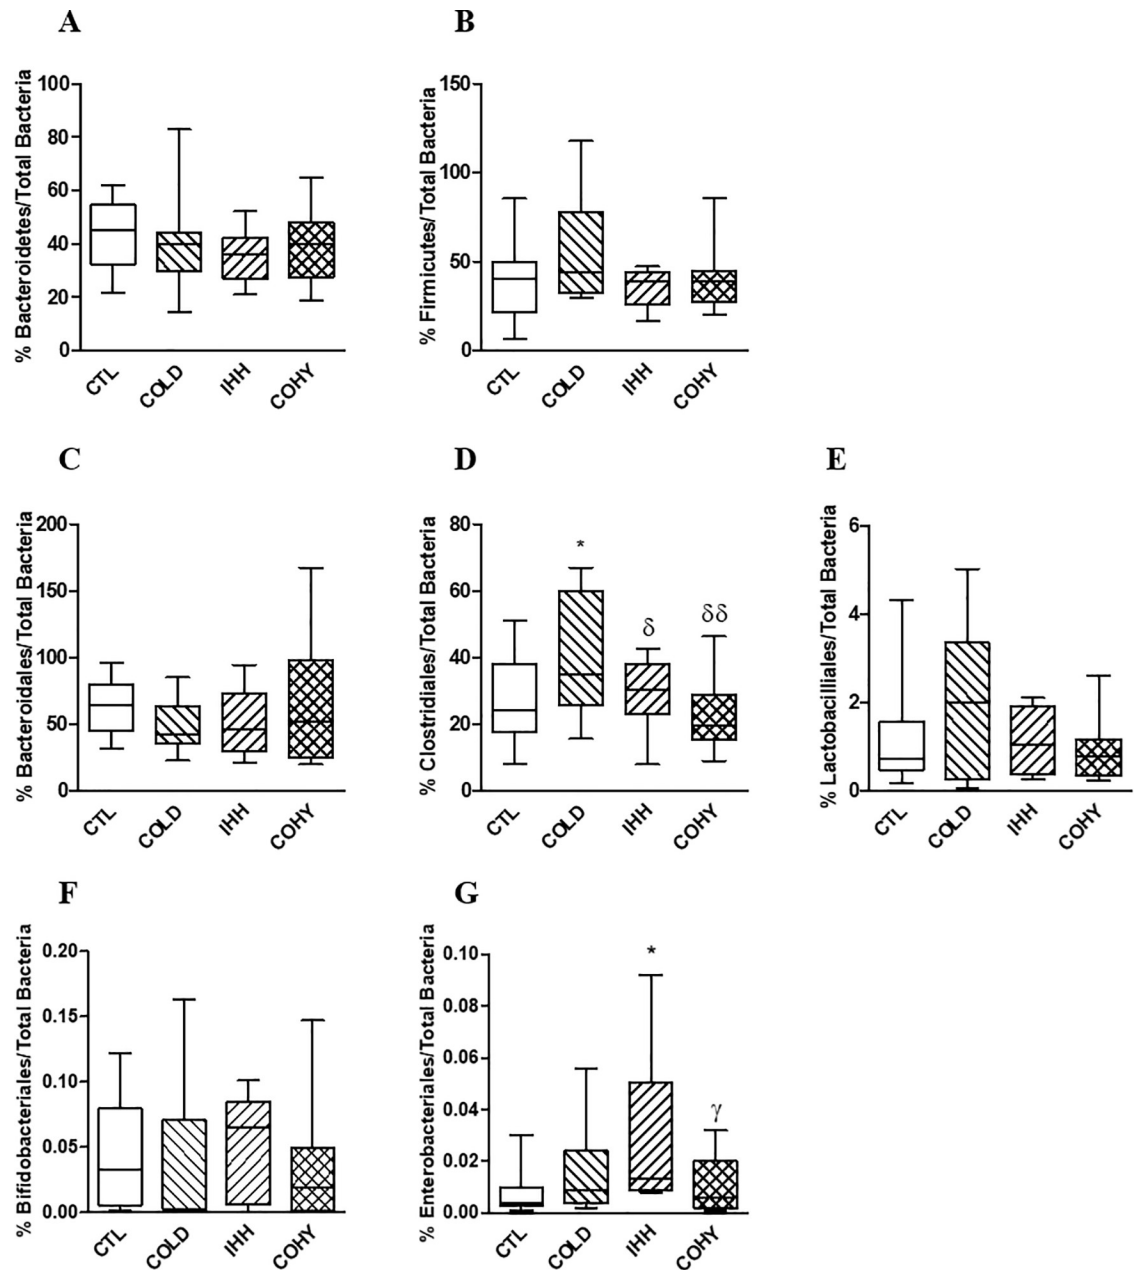 A
% Bacteroidetes/Total Bacteria
100
80
60
40
20
0
CTL
COLD
IHH
COHY
B
% Firmicutes/Total Bacteria
150
100
50
0
CTL
COLD
IHH
COHY
C
% Bacteroidales/Total Bacteria
200
150
100
50
0
CTL
COLD
IHH
COHY
D
% Clostridiales/Total Bacteria
80
60
40
20
0
*
δ
δδ
CTL
COLD
IHH
COHY
E
% Lactobacilliales/Total Bacteria
6
4
2
0
CTL
COLD
IHH
COHY
F
% Bifidobacteriales/Total Bacteria
0.20
0.15
0.10
0.05
0.00
CTL
COLD
IHH
COHY
G
% Enterobacteriales/Total Bacteria
0.10
0.08
0.06
0.04
0.02
0.00
*
γ
CTL
COLD
IHH
COHY